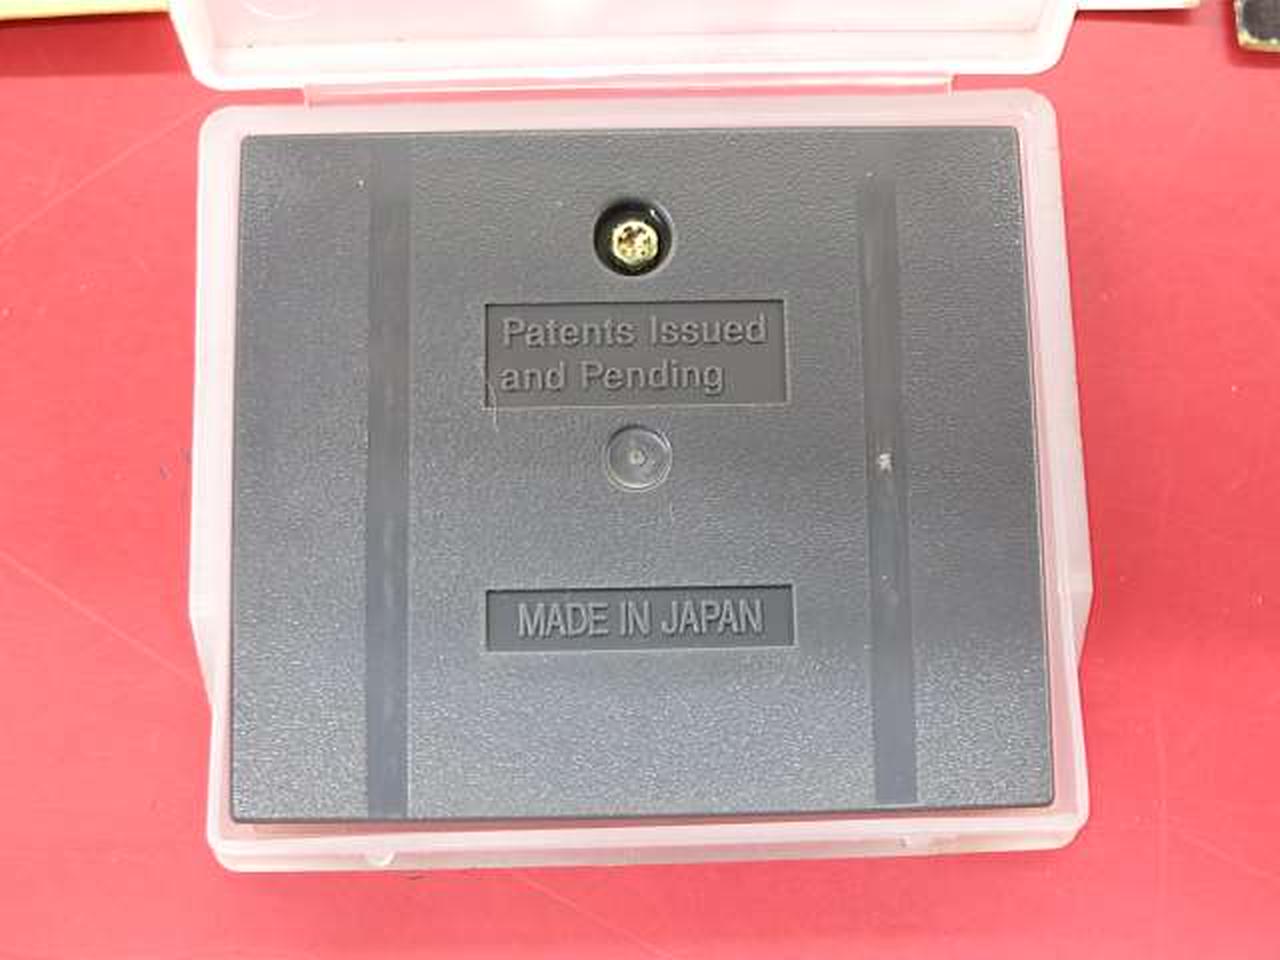 Patents Issued
and Pending
MADE IN JAPAN